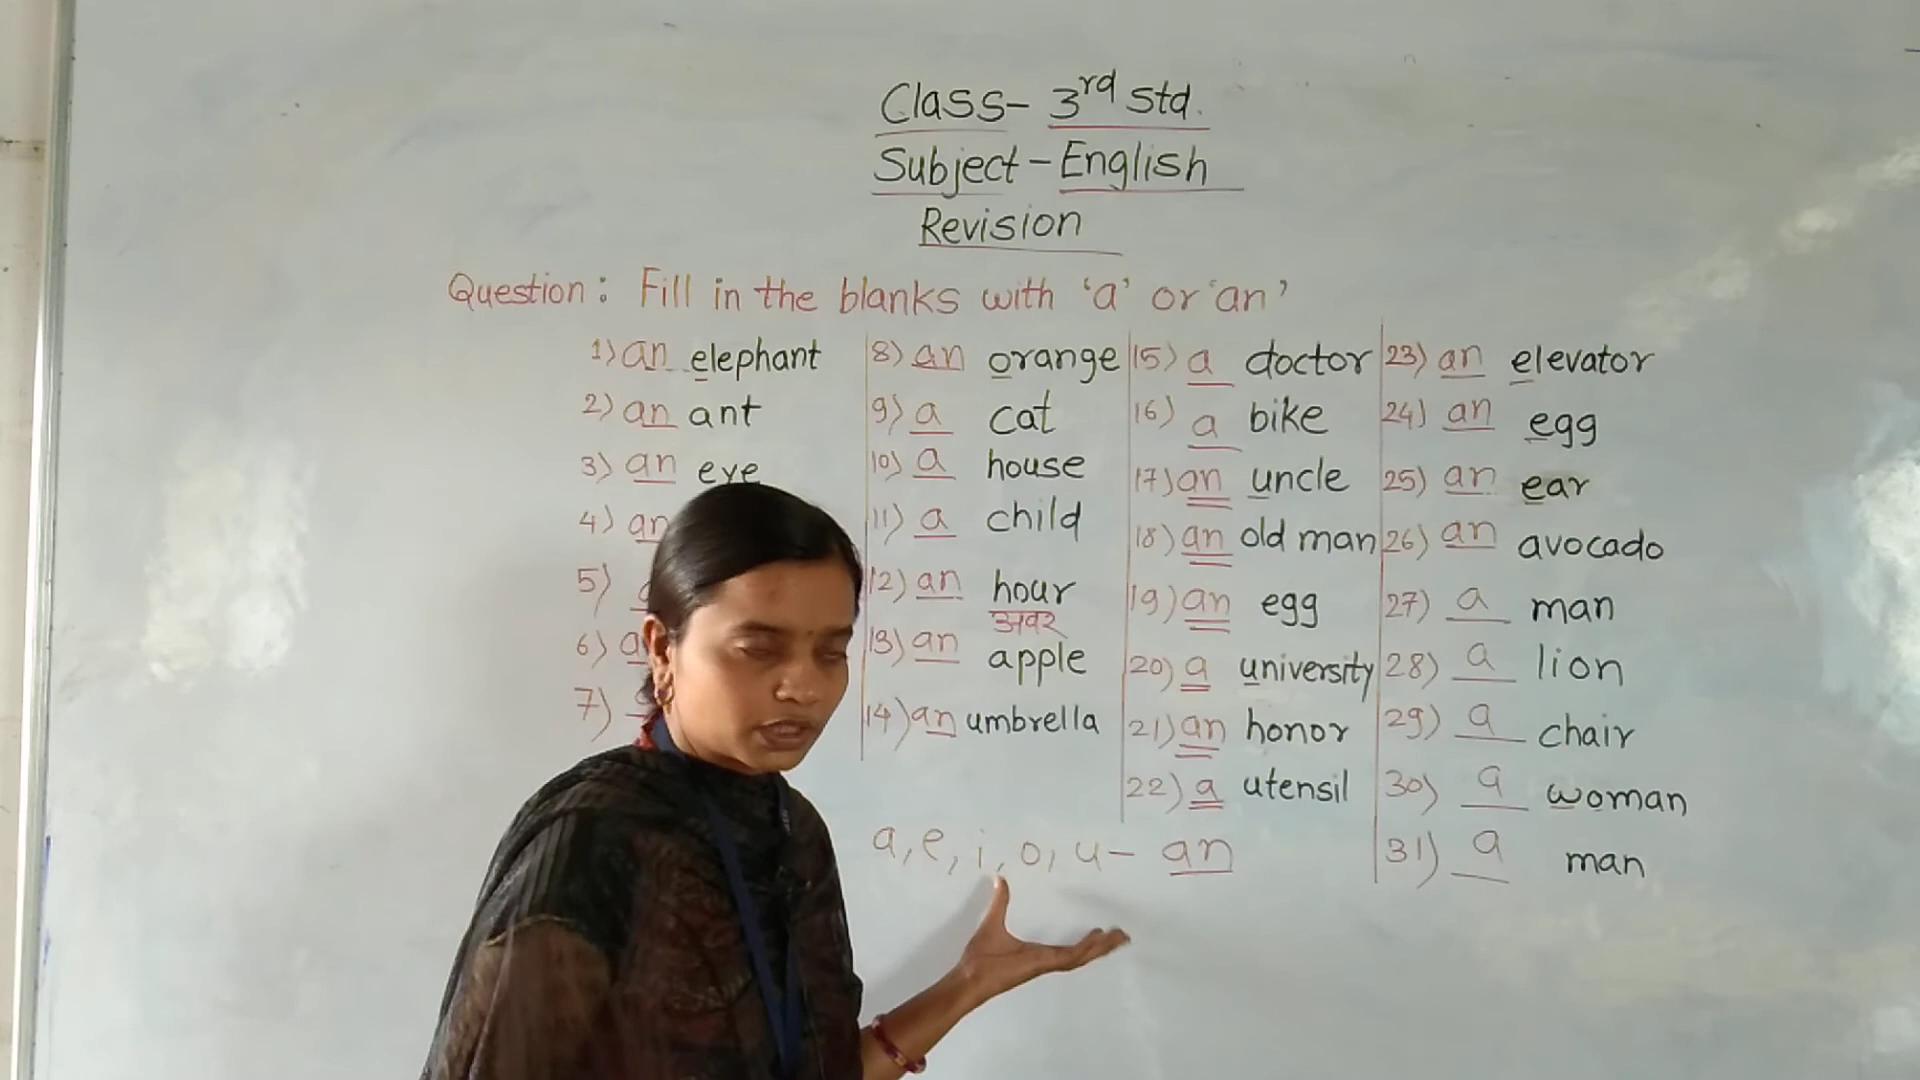 Class- 3rd Std.
Subject - English
Revision
Question: Fill in the blanks with 'a' or 'an'
1) an elephant
2) an ant
3) an eye
4) an
5)
6)
7)
8) an orange
9) a cat
10) a house
11) a child
12) an hour
अवर
13) an apple
14) an umbrella
15) a doctor
16) a bike
17) an uncle
18) an old man
19) an egg
20) a university
21) an honor
22) a utensil
23) an elevator
24) an egg
25) an ear
26) an avocado
27) a man
28) a lion
29) a chair
30) a woman
31) a man
a, e, i, o, u - an